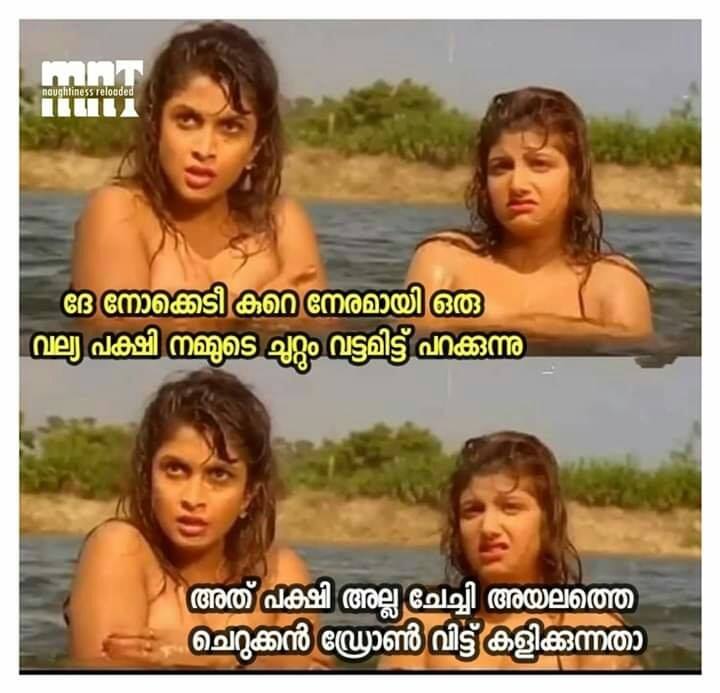 mnT
naughtiness reloaded
ദേ നോക്കെടീ കുറെ നേരമായി ഒരു
വല്യ പക്ഷി നമ്മുടെ ചുറ്റും വട്ടമിട്ട് പറക്കുന്നു
അത് പക്ഷി അല്ല ചേച്ചി അയലത്തെ
ചെറുക്കൻ ഡ്രോൺ വിട്ട് കളിക്കുന്നതാ